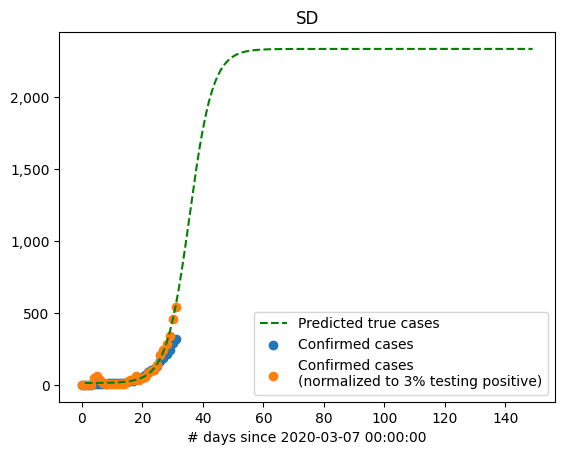 SD
2,000
1,500
1,000
500
0
0 20 40 60 80 100 120 140
# days since 2020-03-07 00:00:00
Predicted true cases
Confirmed cases
Confirmed cases
(normalized to 3% testing positive)